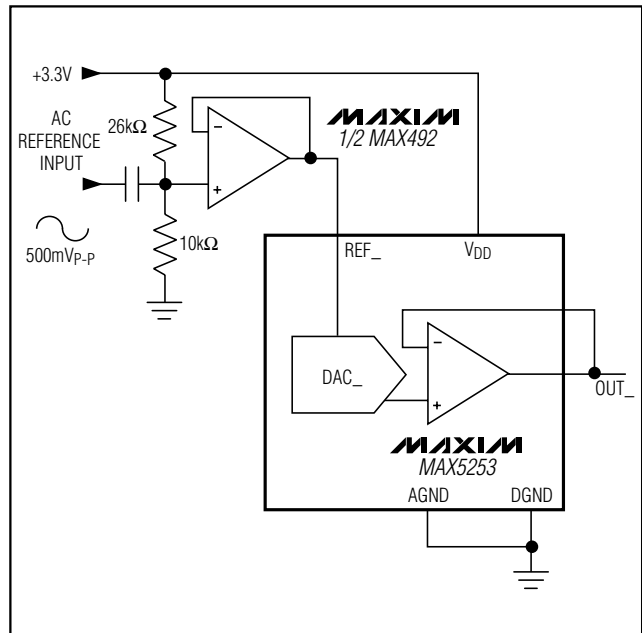 +3.3V
AC
REFERENCE
INPUT
26kΩ
MAXIM
1/2 MAX492
−
+
500mVP-P
10kΩ
REF_
VDD
DAC_
−
+
OUT_
MAXIM
MAX5253
AGND
DGND